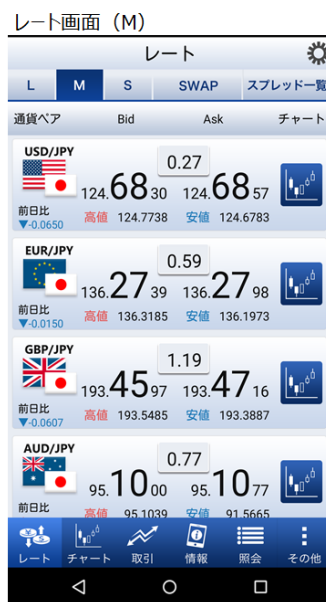 レート画面（M）
レート
L M S SWAP スプレッド一覧
通貨ペア Bid Ask チャート
USD/JPY
0.27
124.6830 124.6857
前日比
▼-0.0650
高値 124.7738 安値 124.6783
EUR/JPY
0.59
136.2739 136.2798
前日比
▼-0.0150
高値 136.3185 安値 136.1973
GBP/JPY
1.19
193.4597 193.4716
前日比
▼-0.0607
高値 193.5485 安値 193.3887
AUD/JPY
0.77
95.1000 95.1077
前日比
高値 95.1039 安値 91.5665
レート チャート 取引 情報 照会 その他